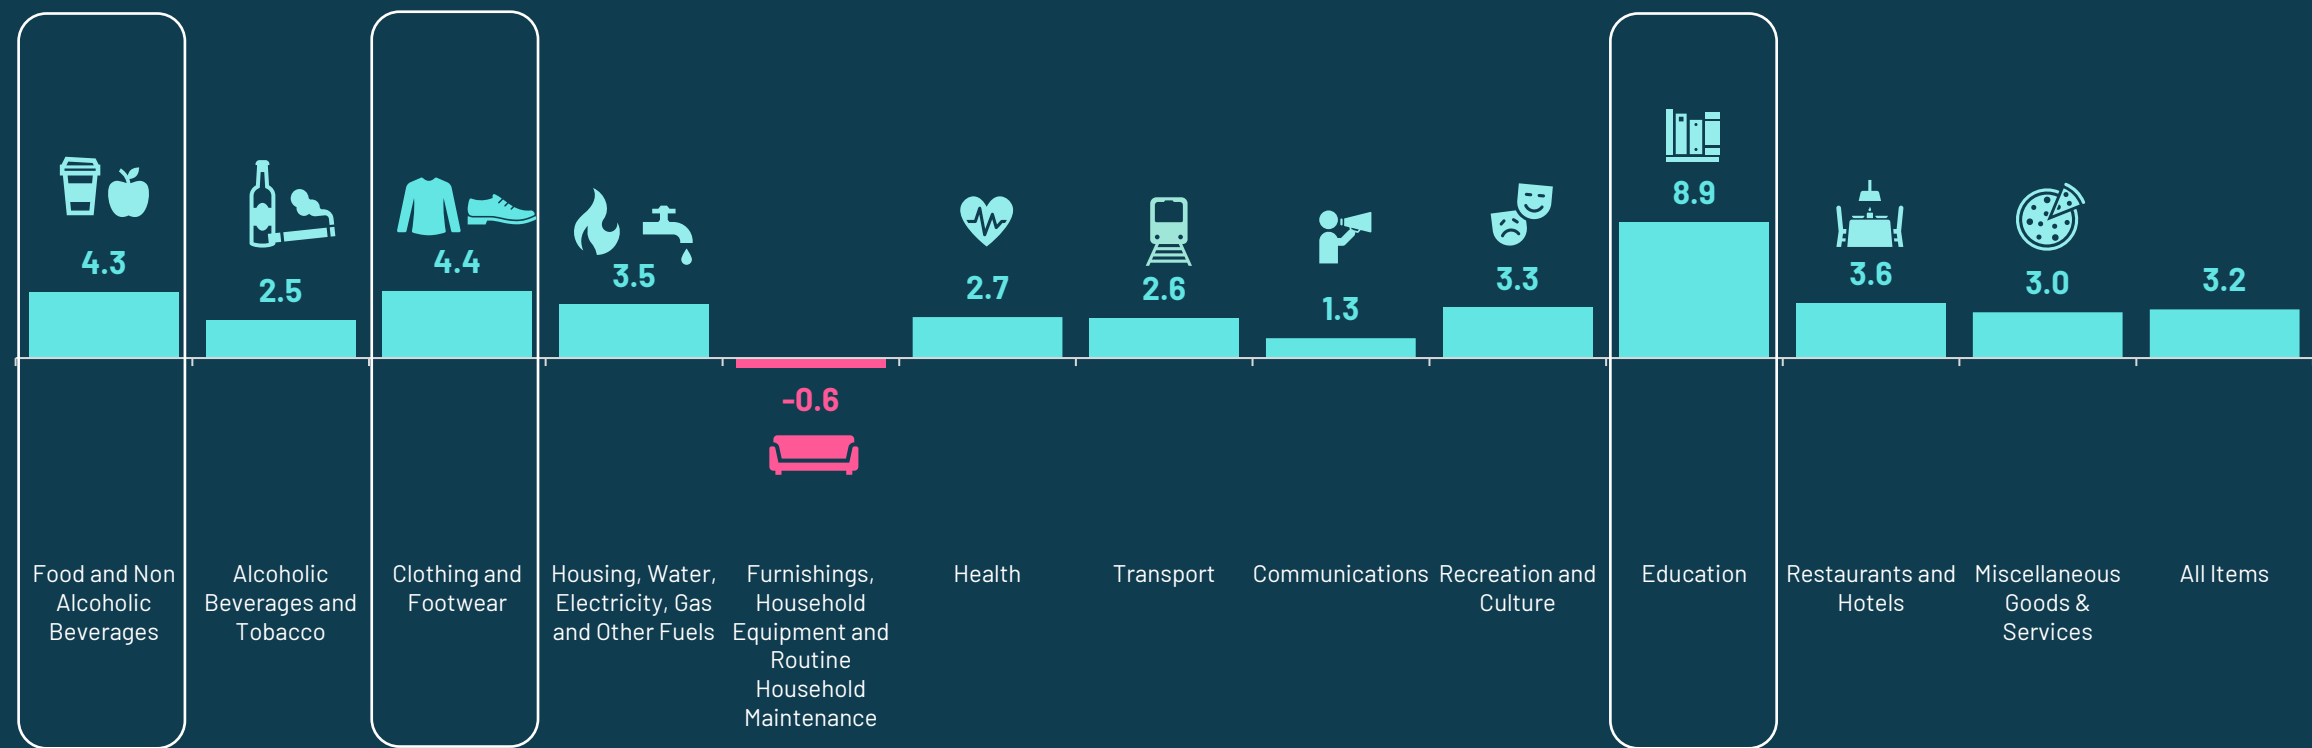 4.3
2.5
4.4
3.5
-0.6
2.7
2.6
1.3
3.3
8.9
3.6
3.0
3.2
Food and Non
Alcoholic
Beverages
Alcoholic
Beverages and
Tobacco
Clothing and
Footwear
Housing, Water,
Electricity, Gas
and Other Fuels
Furnishings,
Household
Equipment and
Routine
Household
Maintenance
Health
Transport
Communications
Recreation and
Culture
Education
Restaurants and
Hotels
Miscellaneous
Goods &
Services
All Items